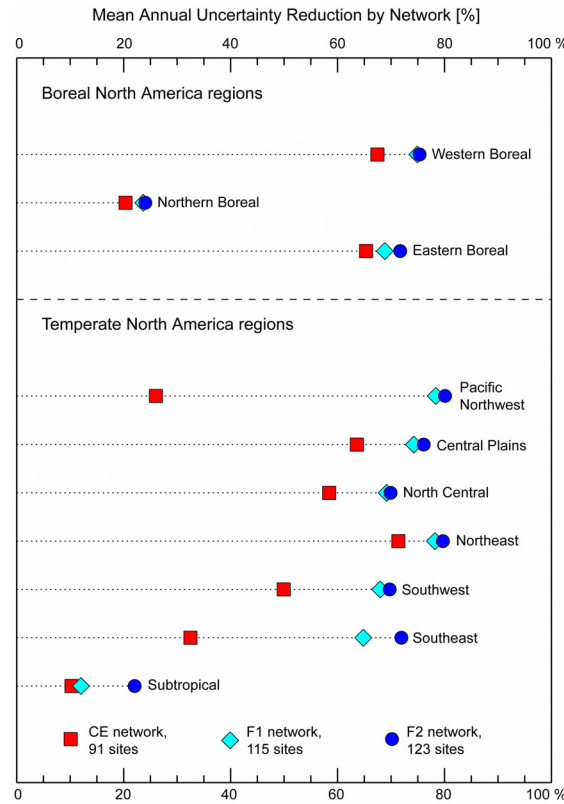 Mean Annual Uncertainty Reduction by Network [%]
0 20 40 60 80 100 %
Boreal North America regions
Western Boreal
Northern Boreal
Eastern Boreal
Temperate North America regions
Pacific
Northwest
Central Plains
North Central
Northeast
Southwest
Southeast
Subtropical
CE network,
91 sites
F1 network,
115 sites
F2 network,
123 sites
0 20 40 60 80 100 %